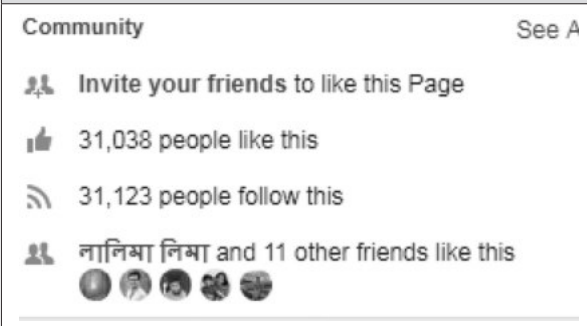 Community
See A
Invite your friends to like this Page
31,038 people like this
31,123 people follow this
नालिमा निमा and 11 other friends like this